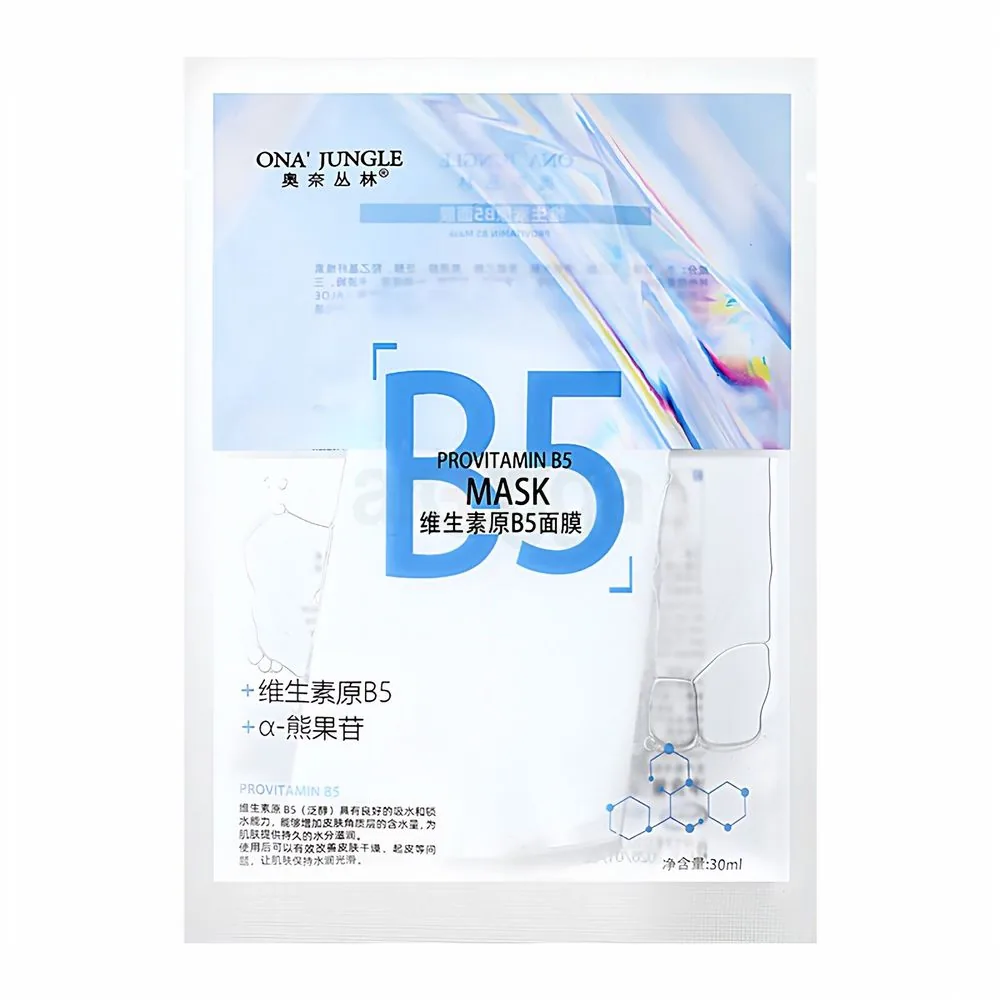 ONA' JUNGLE
奥奈丛林®
B5
PROVITAMIN B5
MASK
维生素原B5面膜
+维生素原B5
+α-熊果苷
PROVITAMIN B5
维生素原 B5（泛醇）具有良好的吸水和锁
水能力，能够增加皮肤角质层的含水量，为
肌肤提供持久的水分滋润。
使用后可以有效改善皮肤干燥、起皮等问
题，让肌肤保持水润光滑。
净含量:30ml